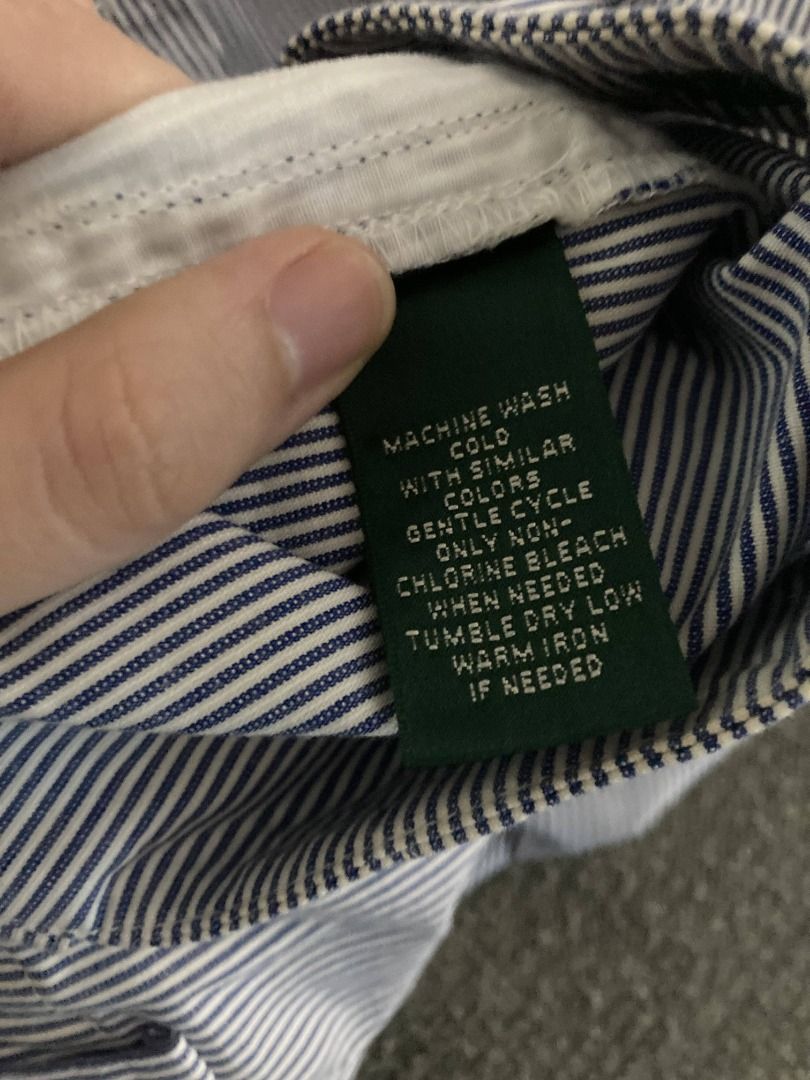 MACHINE WASH
COLD
WITH SIMILAR
COLORS
GENTLE CYCLE
ONLY NON-
CHLORINE BLEACH
WHEN NEEDED
TUMBLE DRY LOW
WARM IRON
IF NEEDED